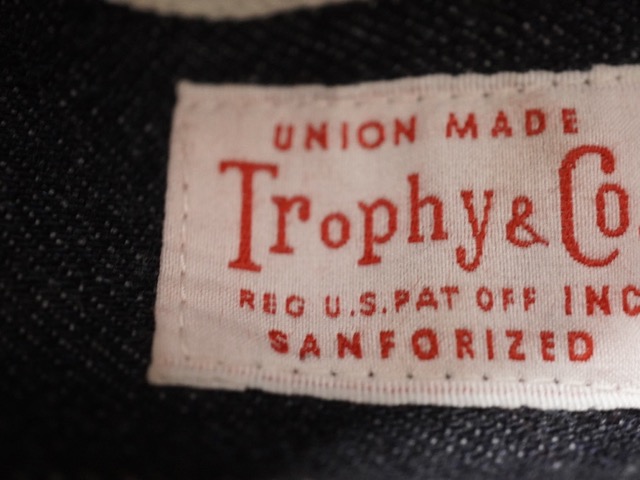 UNION MADE
Trophy & Co.
REG U.S. PAT OFF INC
SANFORIZED